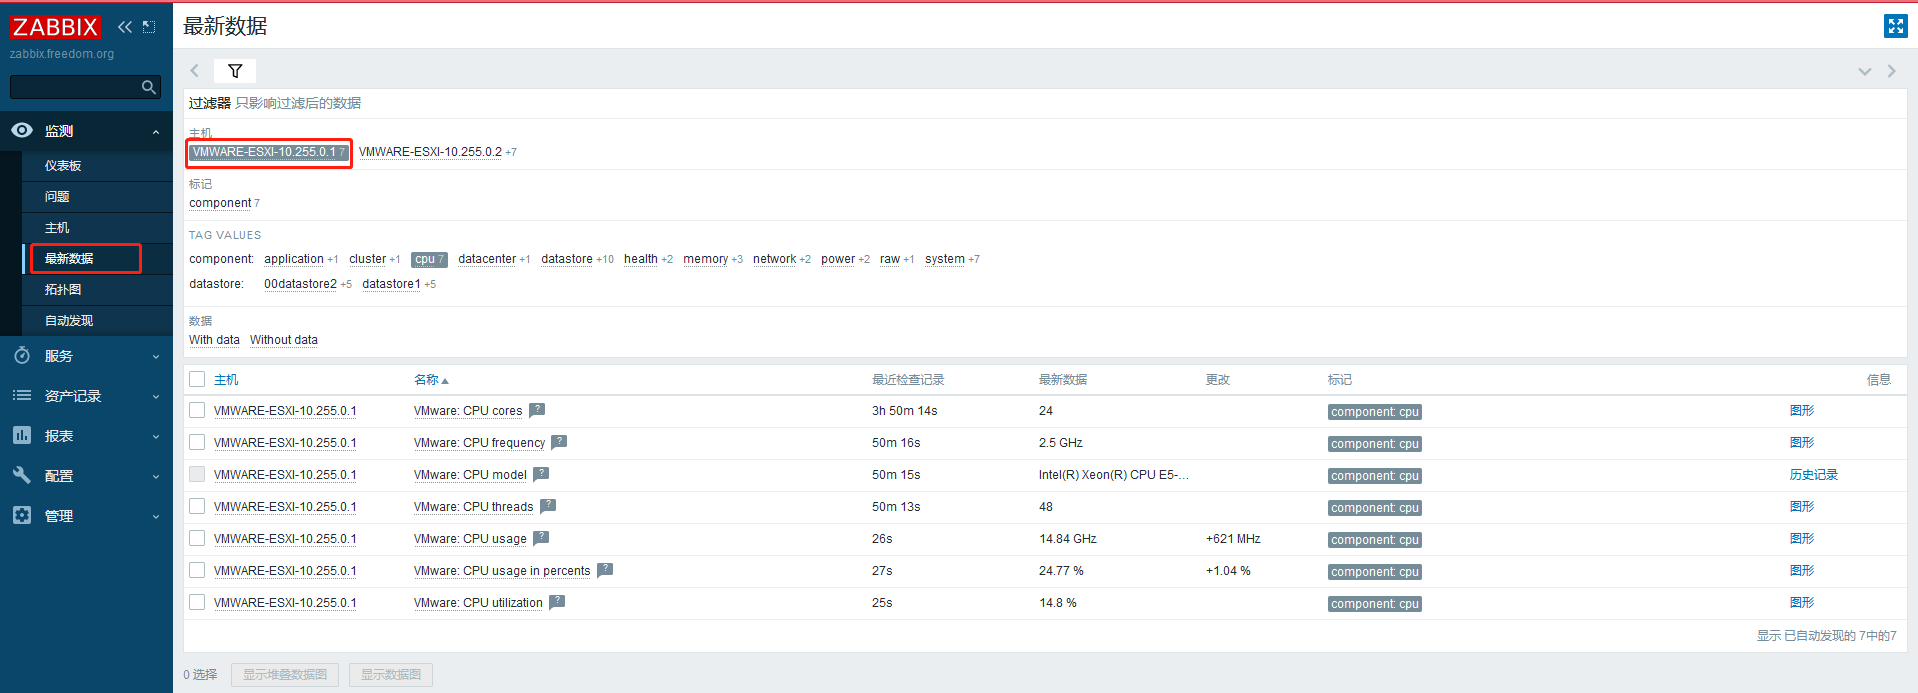 ZABBIX
zabbix.freedom.org
监测
仪表板
问题
主机
最新数据
拓扑图
自动发现
服务
资产记录
报表
配置
管理
最新数据
过滤器 只影响过滤后的数据
主机
VMWARE-ESXI-10.255.0.1 7 VMWARE-ESXI-10.255.0.2 +7
标记
component 7
TAG VALUES
component: application +1 cluster +1 cpu 7 datacenter +1 datastore +10 health +2 memory +3 network +2 power +2 raw +1 system +7
datastore: 00datastore2 +5 datastore1 +5
数据
With data Without data
主机 名称 最近检查记录 最新数据 更改 标记 信息
VMWARE-ESXI-10.255.0.1 VMware: CPU cores ? 3h 50m 14s 24 component: cpu 图形
VMWARE-ESXI-10.255.0.1 VMware: CPU frequency ? 50m 16s 2.5 GHz component: cpu 图形
VMWARE-ESXI-10.255.0.1 VMware: CPU model ? 50m 15s Intel(R) Xeon(R) CPU E5-... component: cpu 历史记录
VMWARE-ESXI-10.255.0.1 VMware: CPU threads ? 50m 13s 48 component: cpu 图形
VMWARE-ESXI-10.255.0.1 VMware: CPU usage ? 26s 14.84 GHz +621 MHz component: cpu 图形
VMWARE-ESXI-10.255.0.1 VMware: CPU usage in percents ? 27s 24.77 % +1.04 % component: cpu 图形
VMWARE-ESXI-10.255.0.1 VMware: CPU utilization ? 25s 14.8 % component: cpu 图形
显示 已自动发现的 7中的7
0 选择 显示堆叠数据图 显示数据图